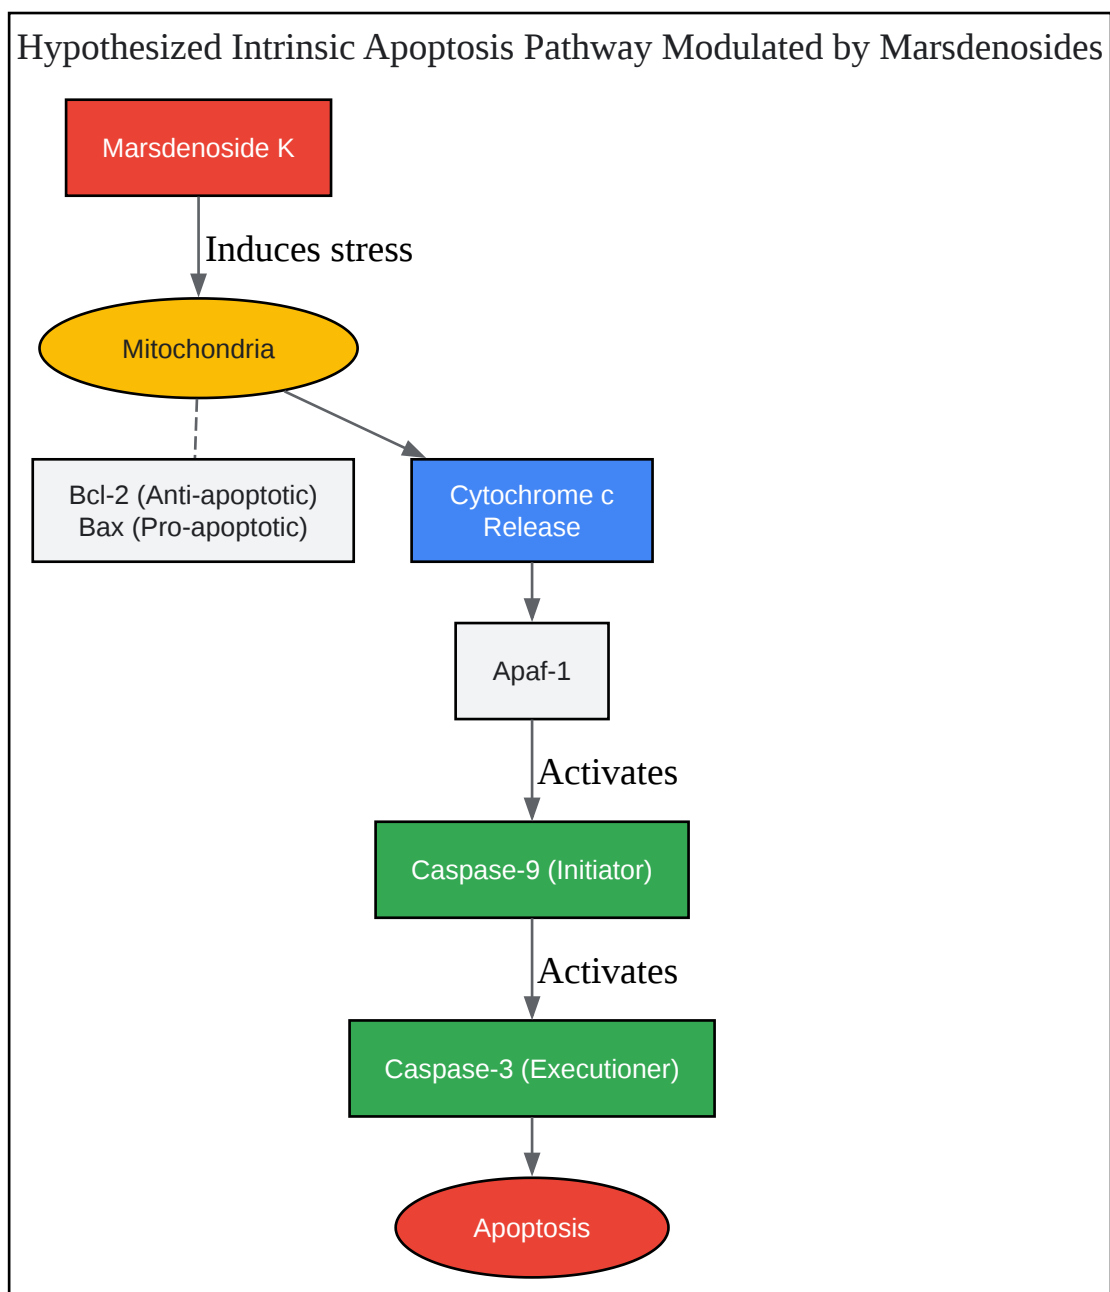 Hypothesized Intrinsic Apoptosis Pathway Modulated by Marsdenosides
Marsdenoside K
Induces stress
Mitochondria
Bcl-2 (Anti-apoptotic)
Bax (Pro-apoptotic)
Cytochrome c
Release
Apaf-1
Activates
Caspase-9 (Initiator)
Activates
Caspase-3 (Executioner)
Apoptosis